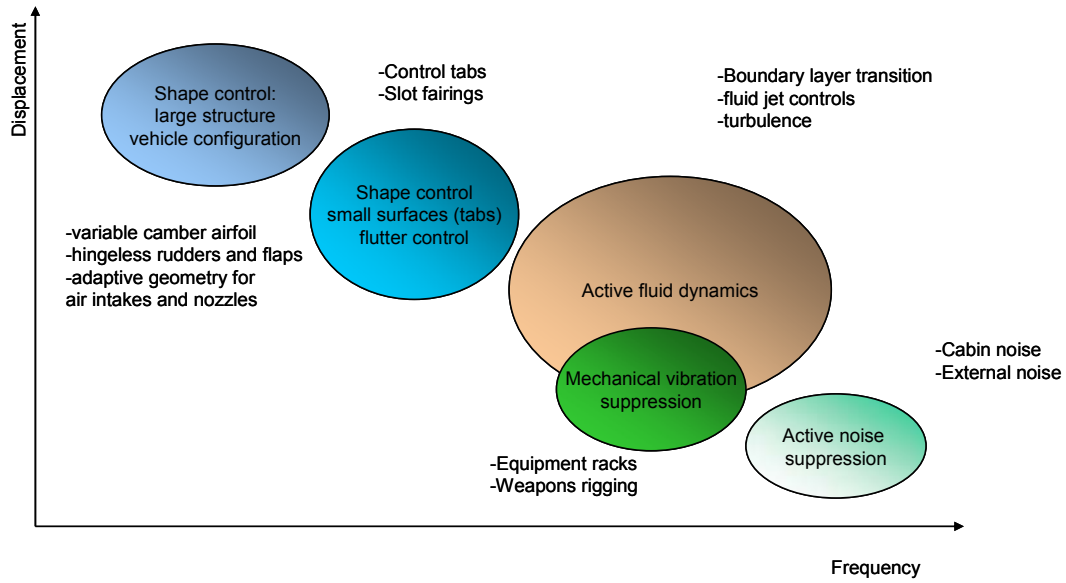 Displacement
Shape control:
large structure
vehicle configuration
-Control tabs
-Slot fairings
-Boundary layer transition
-fluid jet controls
-turbulence
Shape control
small surfaces (tabs)
flutter control
-variable camber airfoil
-hingeless rudders and flaps
-adaptive geometry for
air intakes and nozzles
Active fluid dynamics
Mechanical vibration
suppression
-Cabin noise
-External noise
Active noise
suppression
-Equipment racks
-Weapons rigging
Frequency